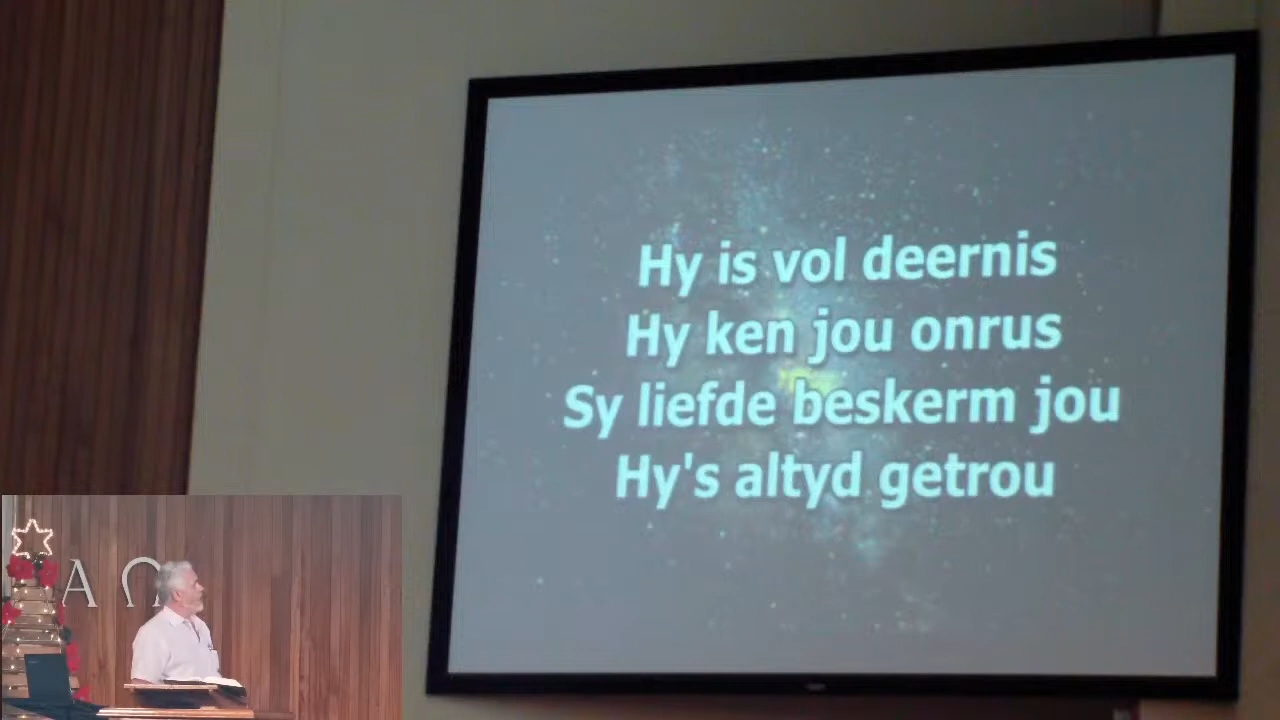 Hy is vol deernis
Hy ken jou onrus
Sy liefde beskerm jou
Hy's altyd getrou
Α Ω